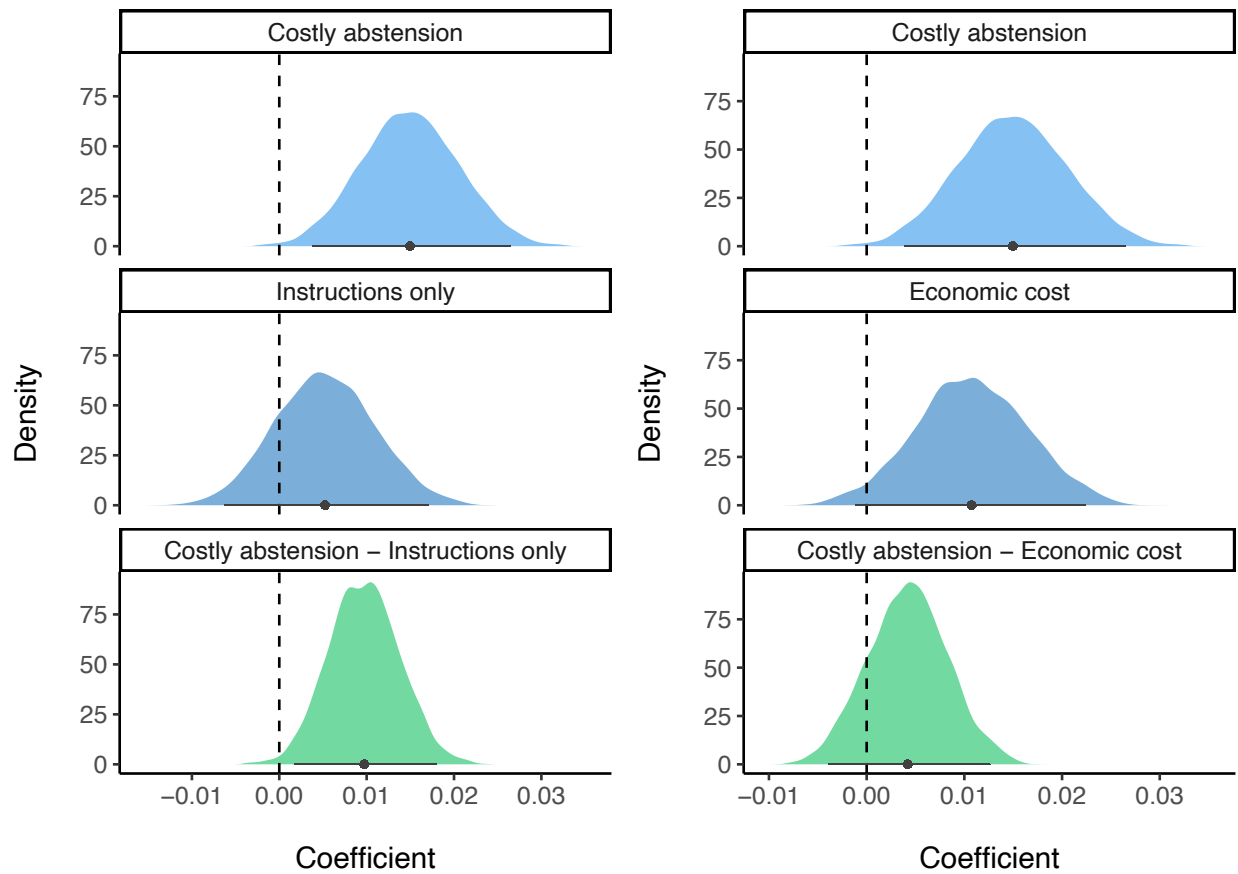 Costly abstension
75
50
25
0
Instructions only
75
50
25
0
Costly abstension − Instructions only
75
50
25
0
−0.01 0.00 0.01 0.02 0.03
Density
Coefficient
Costly abstension
75
50
25
0
Economic cost
75
50
25
0
Costly abstension − Economic cost
75
50
25
0
−0.01 0.00 0.01 0.02 0.03
Density
Coefficient